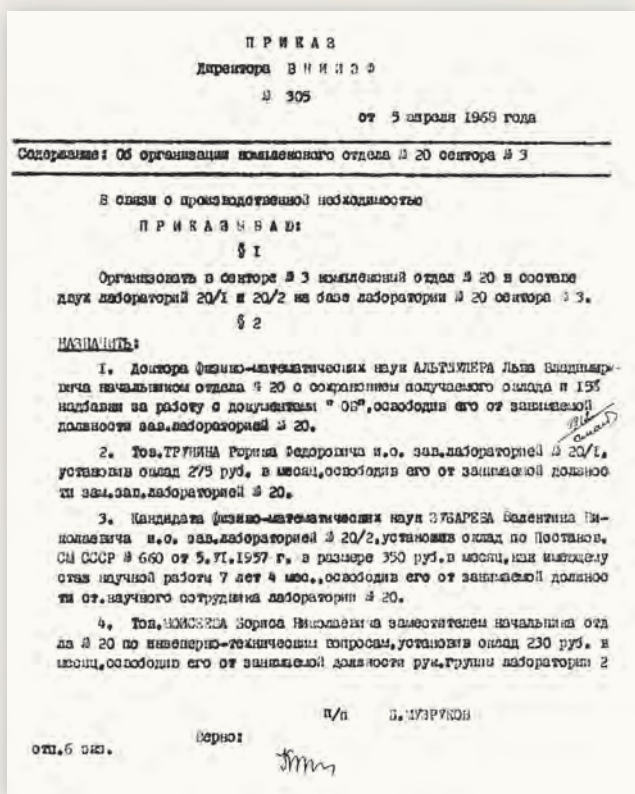 П Р И К А З
Директора В Н И И Э Ф
№ 305
от 5 апреля 1968 года
Содержание: Об организации комплексного отдела № 20 сектора № 3
В связи с производственной необходимостью
П Р И К А З Ы В А Ю:
§ I
Организовать в секторе № 3 комплексный отдел № 20 в составе
двух лабораторий 20/1 и 20/2 на базе лаборатории № 20 сектора № 3.
§ 2
НАЗНАЧИТЬ:
I. Доктора физико-математических наук АЛЬТШУЛЕРА Льва Владимиро-
вича начальником отдела № 20 с сохранением получаемого оклада и 15%
надбавки за работу с документами " ОВ", освободив его от занимаемой
должности зав.лабораторией № 20.
2. Тов.ТРУНИНА Рюрика Федоровича и.о. зав.лабораторией № 20/1,
установив оклад 275 руб. в месяц,освободив его от занимаемой должнос
ти зам.зав.лабораторией № 20.
3. Кандидата физико-математических наук ЗУБАРЕВА Валентина Ни-
колаевича и.о. зав.лабораторией № 20/2,установив оклад по Постанов.
СМ СССР № 660 от 5.VI.1957 г. в размере 350 руб.в месяц,как имеющему
стаж научной работы 7 лет 4 мес.,освободив его от занимаемой должнос
ти ст.научного сотрудника лаборатории № 20.
4. Тов.МОИСЕЕВА Бориса Николаевича заместителем начальника отд
ла № 20 по инженерно-техническим вопросам,установив оклад 230 руб. в
месяц,освободив его от занимаемой должности рук.группы лаборатории 2
п/п Б.МУЗРУКОВ
Верно:
отп.6 экз.